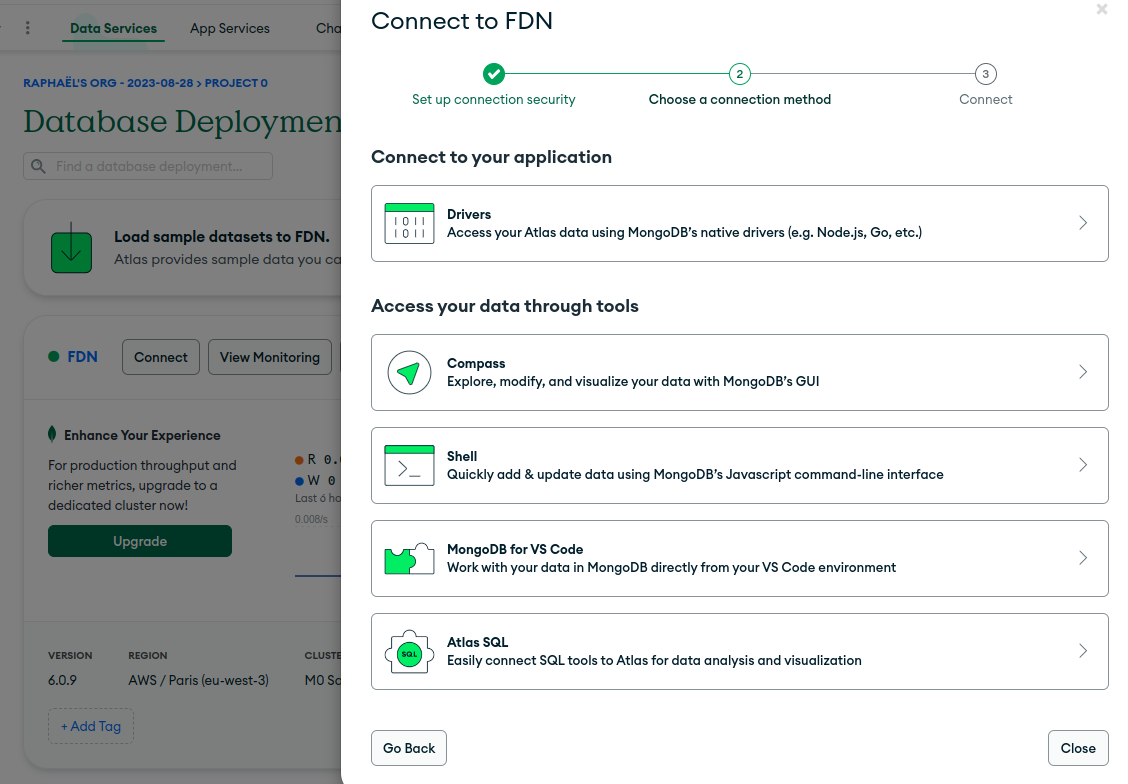 Data Services
App Services
RAPHAËL'S ORG - 2023-08-28 > PROJECT 0
Database
Find a database deployment...
Load sample datasets to FDN.
Atlas provides sample data you
FDN
Connect
View Monitoring
Enhance Your Experience
For production throughput and
richer metrics, upgrade to a
dedicated cluster now!
Upgrade
R
W 0
Last 6
0.008/s
VERSION
REGION
6.0.9
AWS / Paris (eu-west-3)
M0
+ Add Tag
Connect to FDN
2
3
Set up connection security
Choose a connection method
Connect
Connect to your application
1011
1011
Drivers
Access your Atlas data using MongoDB’s native drivers (e.g. Node.js, Go, etc.)
Access your data through tools
Compass
Explore, modify, and visualize your data with MongoDB’s GUI
>_
Shell
Quickly add & update data using MongoDB’s Javascript command-line interface
MongoDB for VS Code
Work with your data in MongoDB directly from your VS Code environment
SQL
Atlas SQL
Easily connect SQL tools to Atlas for data analysis and visualization
Go Back
Close